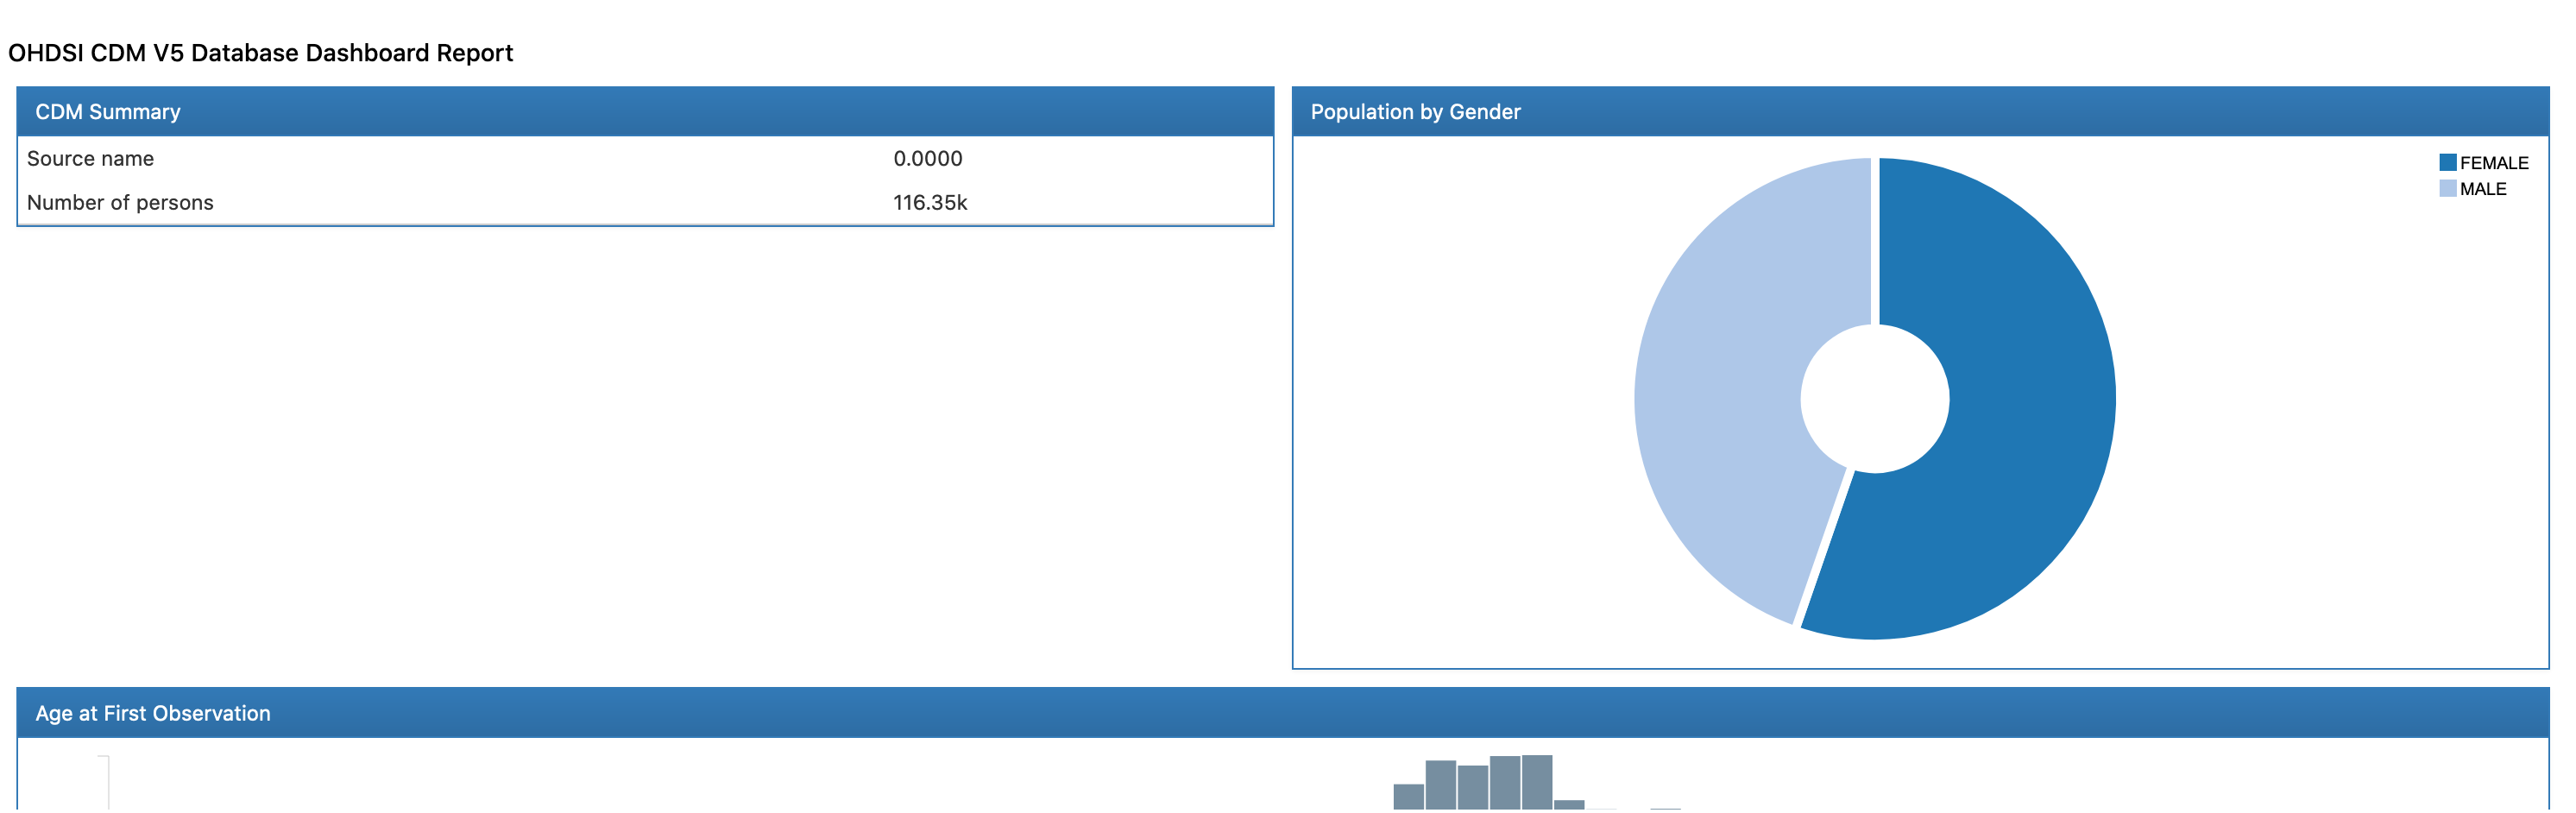 OHDSI CDM V5 Database Dashboard Report
CDM Summary
Source name 0.0000
Number of persons 116.35k
Population by Gender
FEMALE
MALE
Age at First Observation